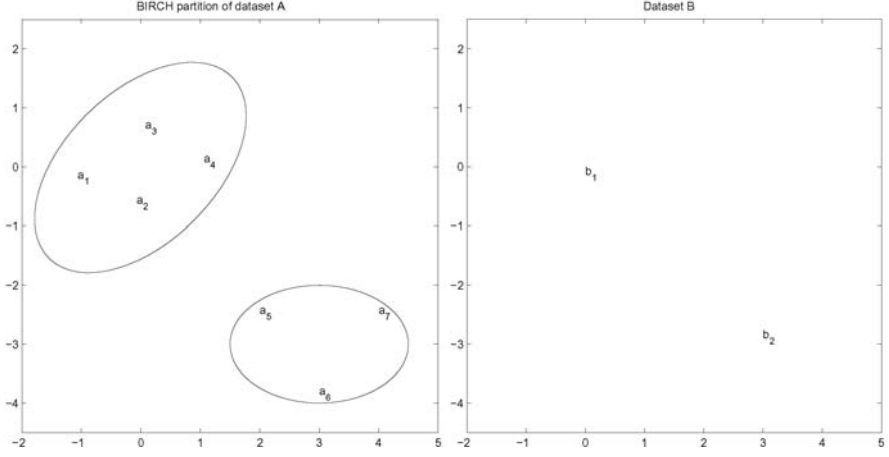 BIRCH partition of dataset A
2
1
0
−1
−2
−3
−4
a3
a1
a4
a2
a5
a7
a6
−2 −1 0 1 2 3 4 5
Dataset B
2
1
0
−1
−2
−3
−4
b1
b2
−2 −1 0 1 2 3 4 5